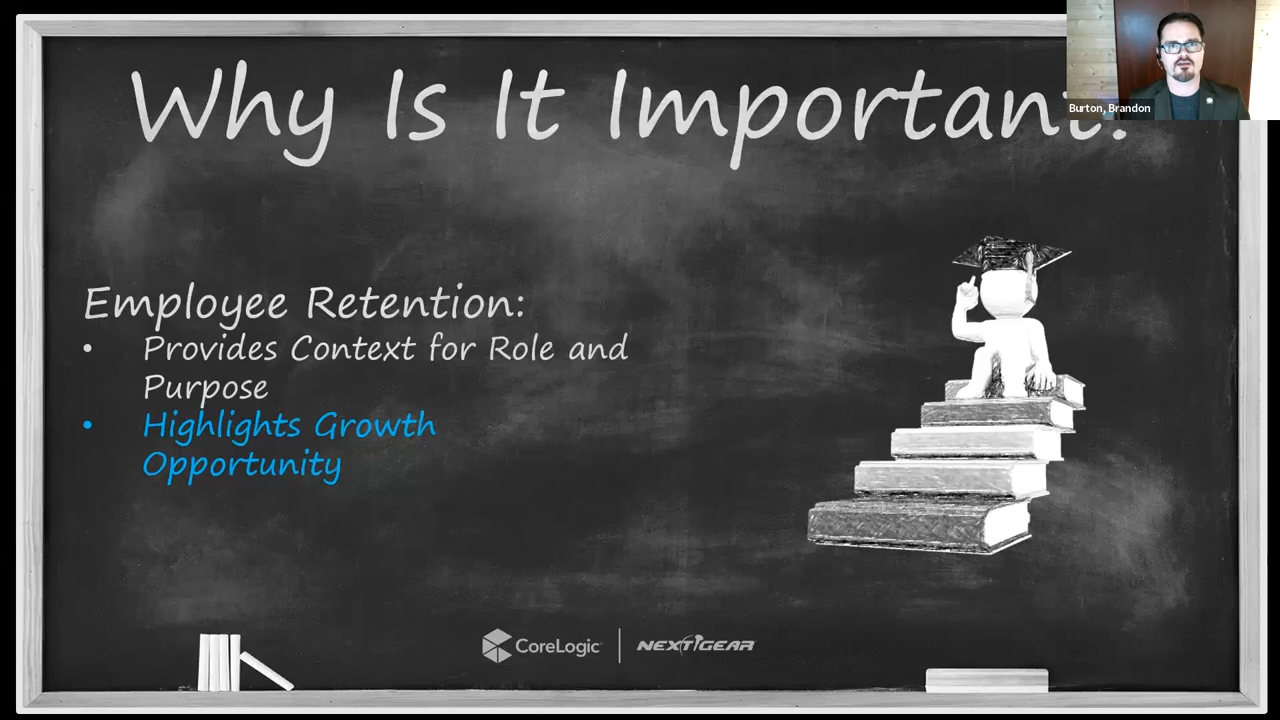 Why Is It Important?
Burton, Brandon
Employee Retention:
• Provides Context for Role and
Purpose
• Highlights Growth
Opportunity
CoreLogic | NEXTGEAR